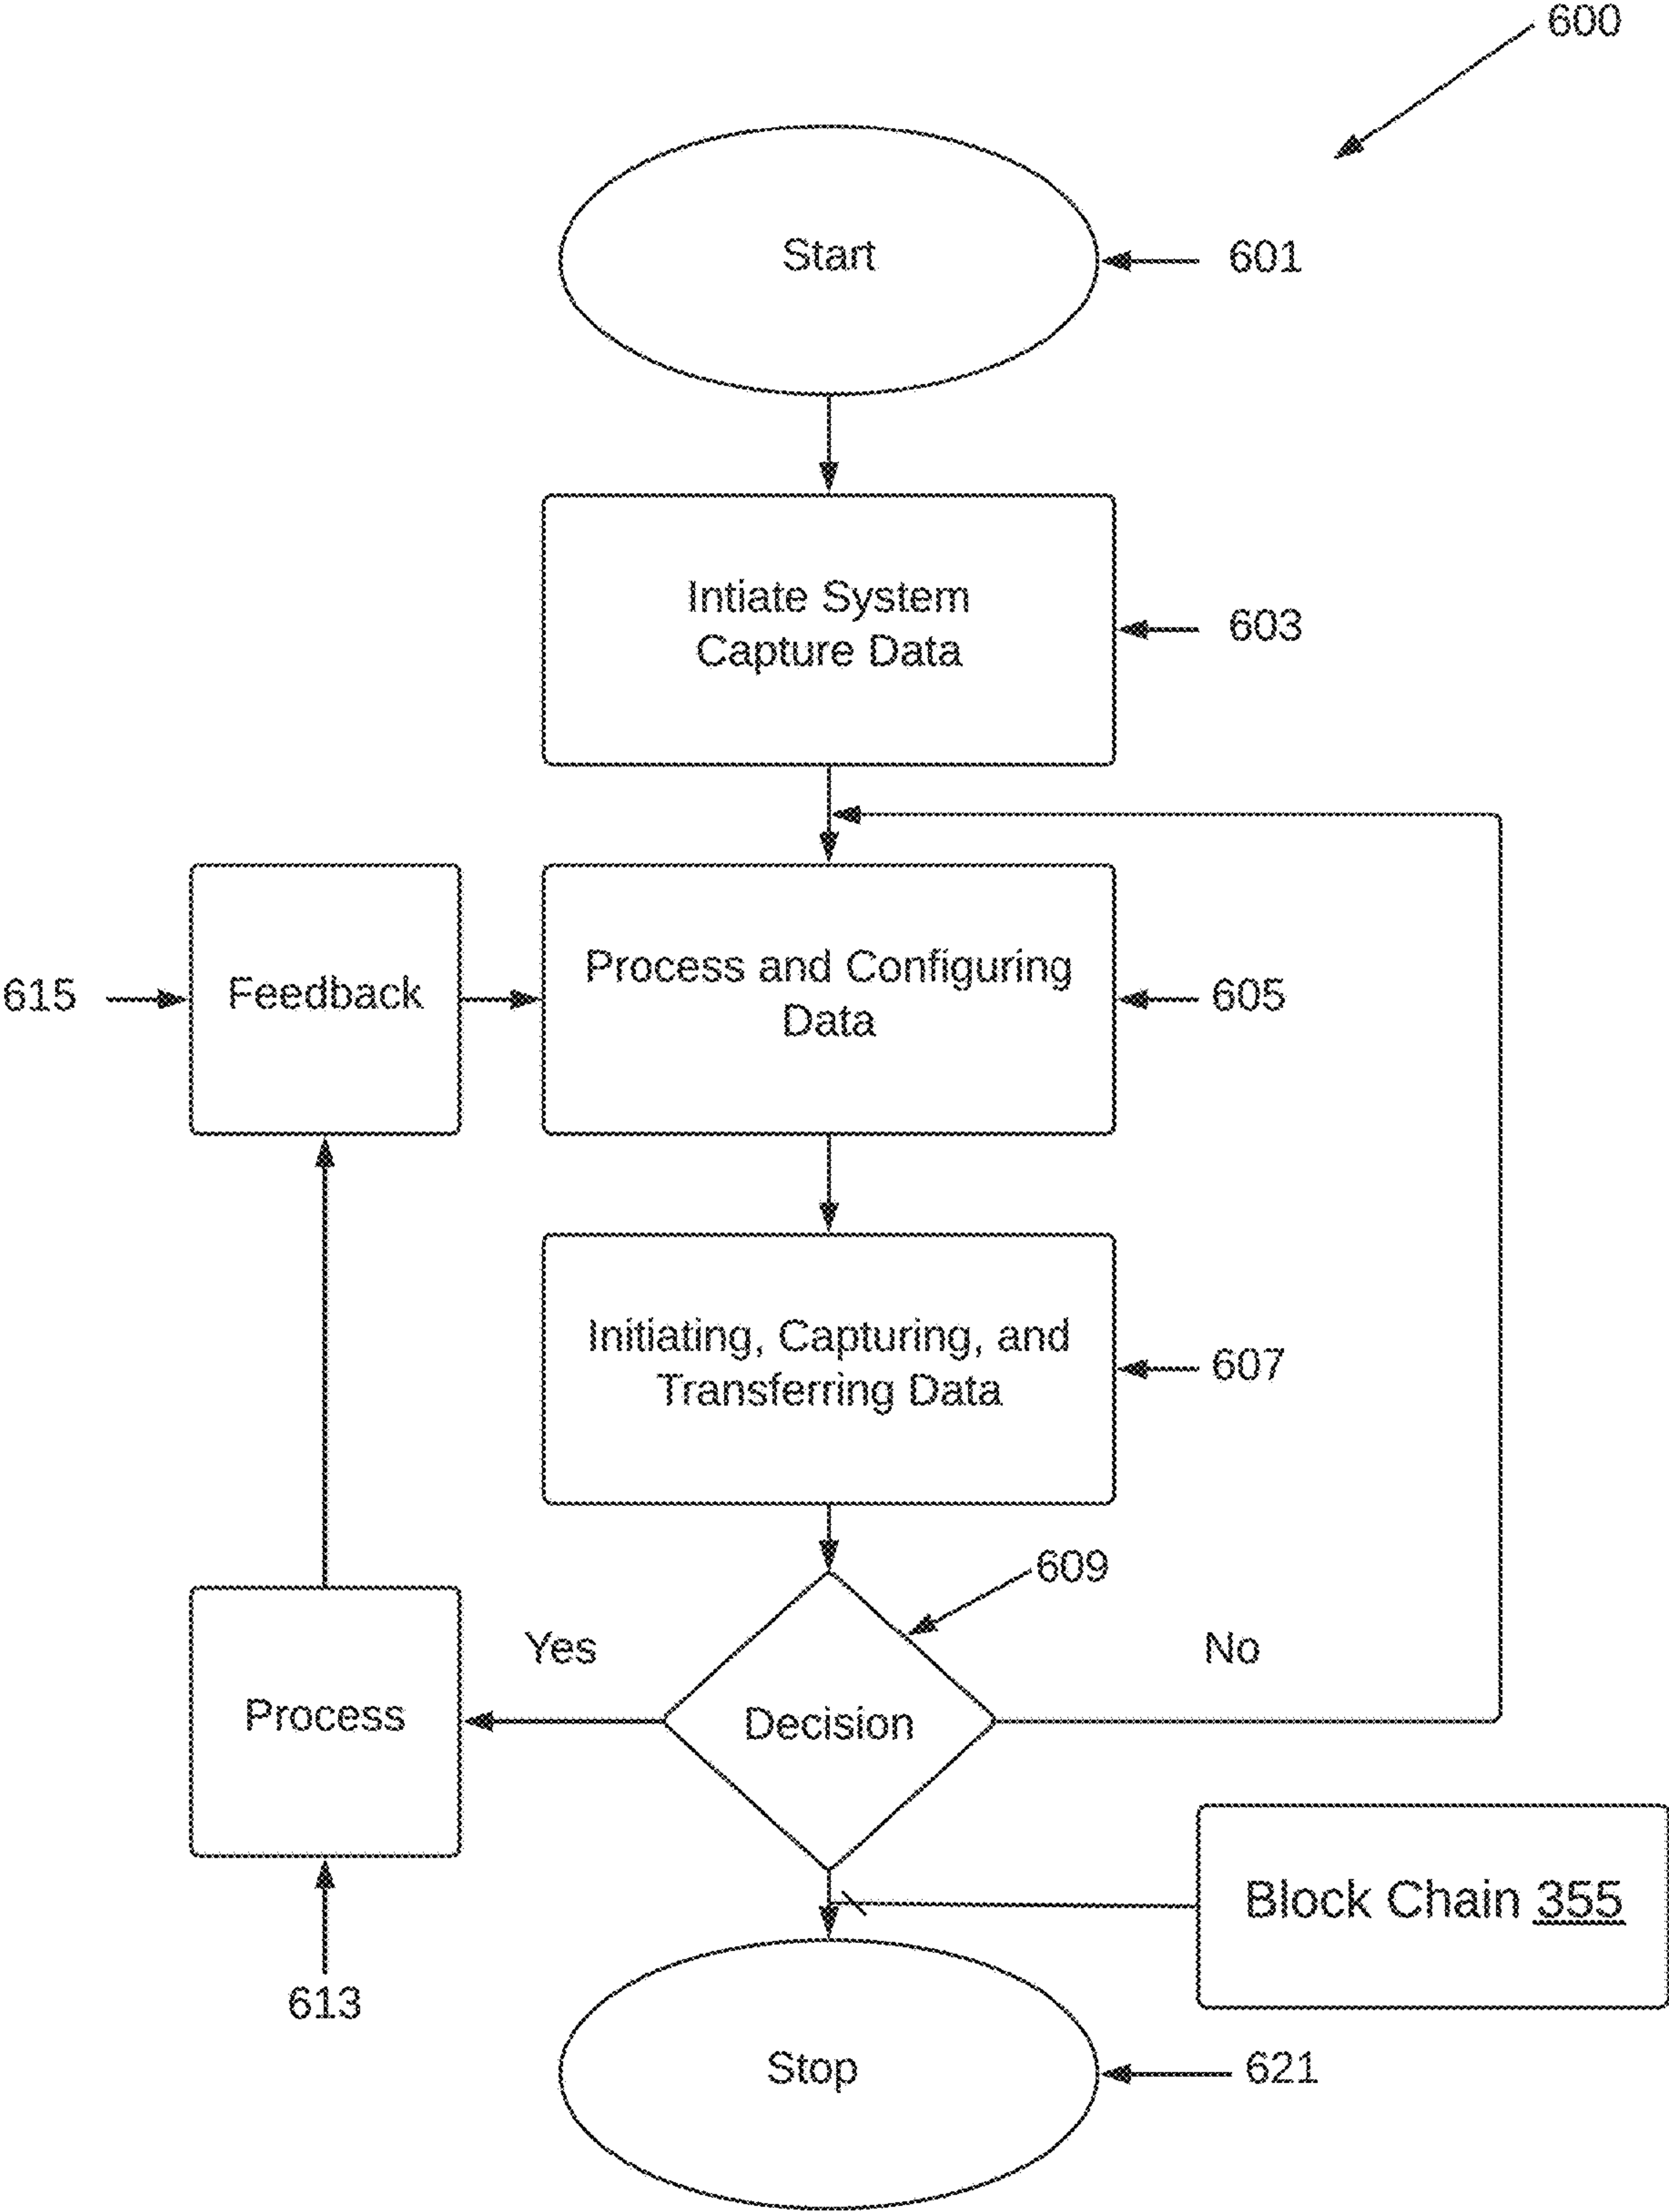 600
Start
601
Intiate System
Capture Data
603
Feedback
615
Process and Configuring
Data
605
Initiating, Capturing, and
Transferring Data
607
609
Yes
No
Process
Decision
Block Chain 355
613
Stop
621